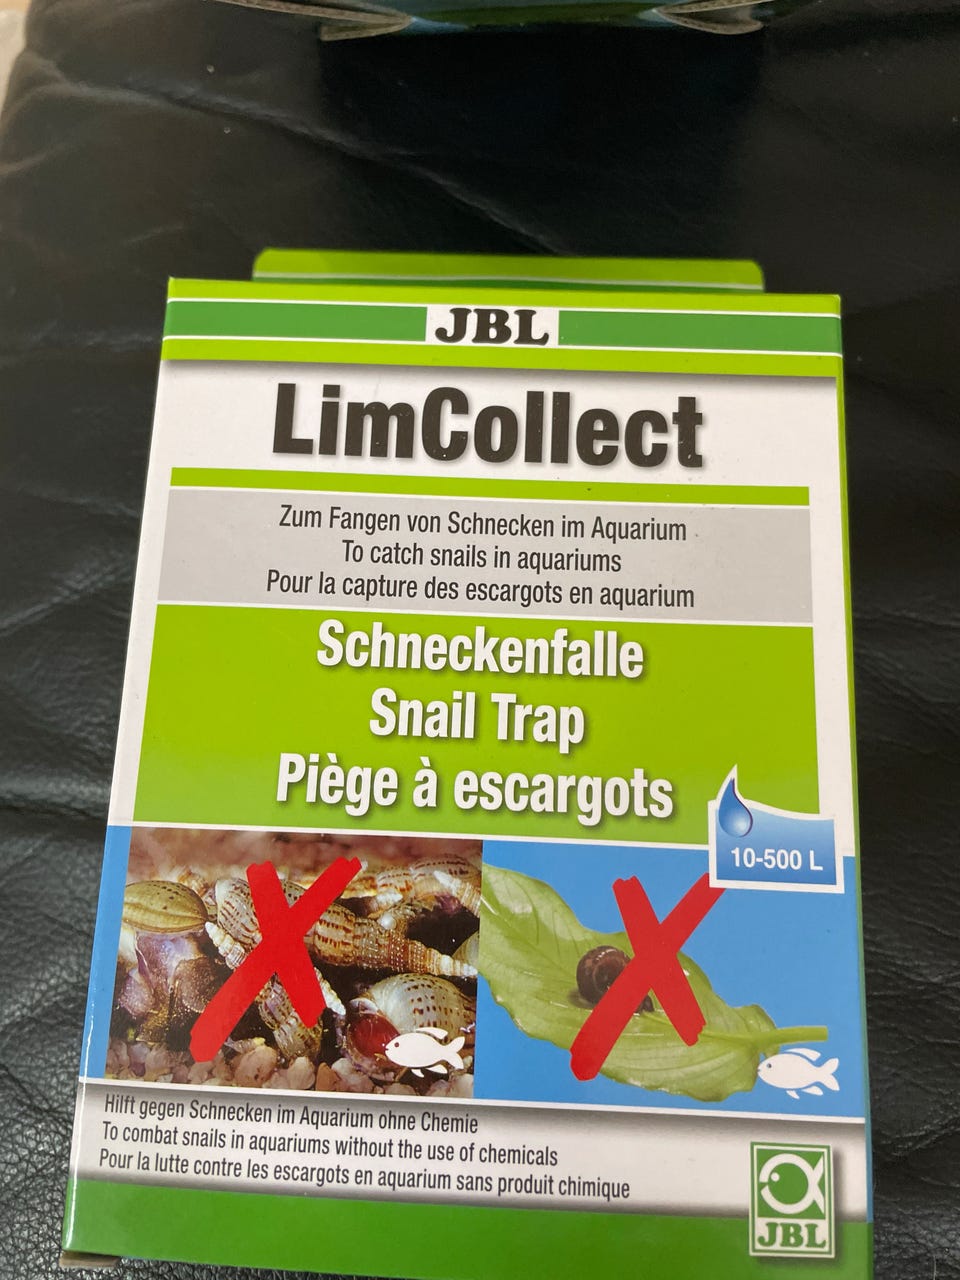 JBL
LimCollect
Zum Fangen von Schnecken im Aquarium
To catch snails in aquariums
Pour la capture des escargots en aquarium
Schneckenfalle
Snail Trap
Piège à escargots
10-500 L
Hilft gegen Schnecken im Aquarium ohne Chemie
To combat snails in aquariums without the use of chemicals
Pour la lutte contre les escargots en aquarium sans produit chimique
JBL